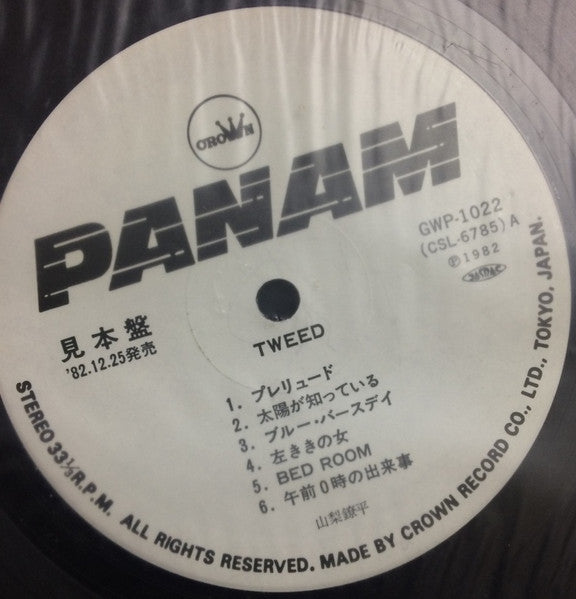 CROWN
PANAM
GWP-1022
(CSL-6785) A
Ⓟ1982
JASRAC
見本盤
'82.12.25発売
TWEED
1. プレリュード
2. 太陽が知っている
3. ブルー・バースデイ
4. 左ききの女
5. BED ROOM
6. 午前0時の出来事
山梨鐐平
STEREO 33⅓R.P.M. ALL RIGHTS RESERVED. MADE BY CROWN RECORD CO., LTD., TOKYO, JAPAN.